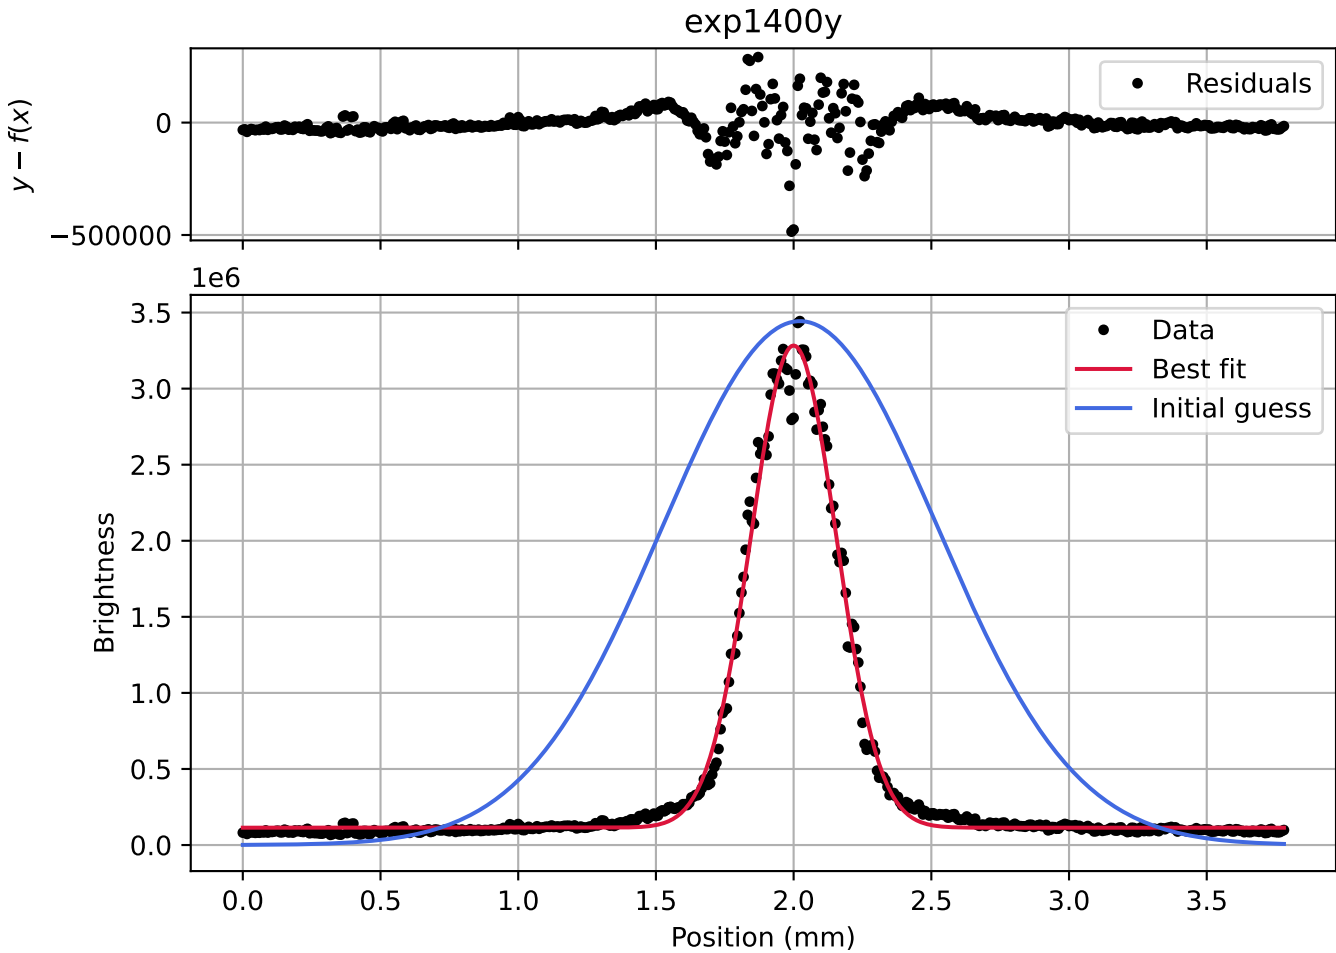 exp1400y
y − f(x)
0
−500000
Residuals
1e6
Brightness
3.5
3.0
2.5
2.0
1.5
1.0
0.5
0.0
Data
Best fit
Initial guess
0.0 0.5 1.0 1.5 2.0 2.5 3.0 3.5
Position (mm)